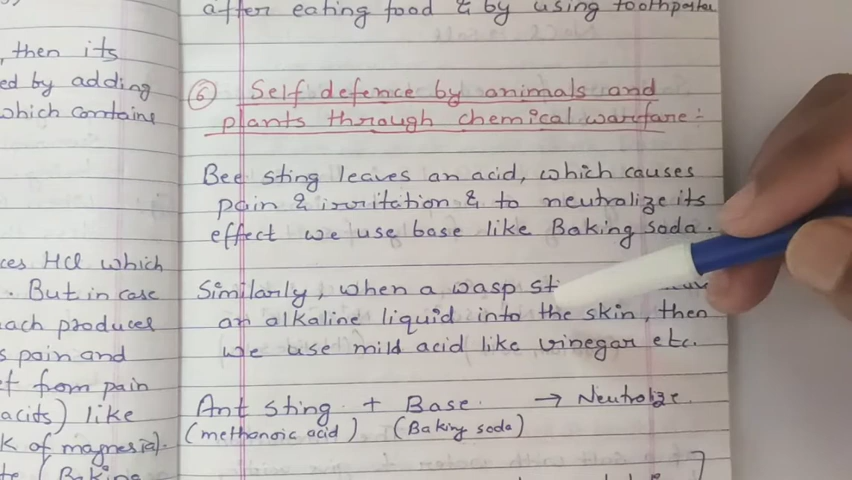 after eating food & by using toothpaste
, then its
ed by adding
which contains
⑥ Self defence by animals and
plants through chemical warfare:-
Bee sting leaves an acid, which causes
pain & irritation & to neutralize its
effect we use base like Baking soda.
ces HCl which
. But in case
ach produces
s pain and
ef from pain
acits) like
k of magnesia).
te (Baking
Similarly, when a wasp st
an alkaline liquid into the skin, then
we use mild acid like vinegar etc.
Ant sting + Base → Neutralize.
(methanoic acid) (Baking soda)